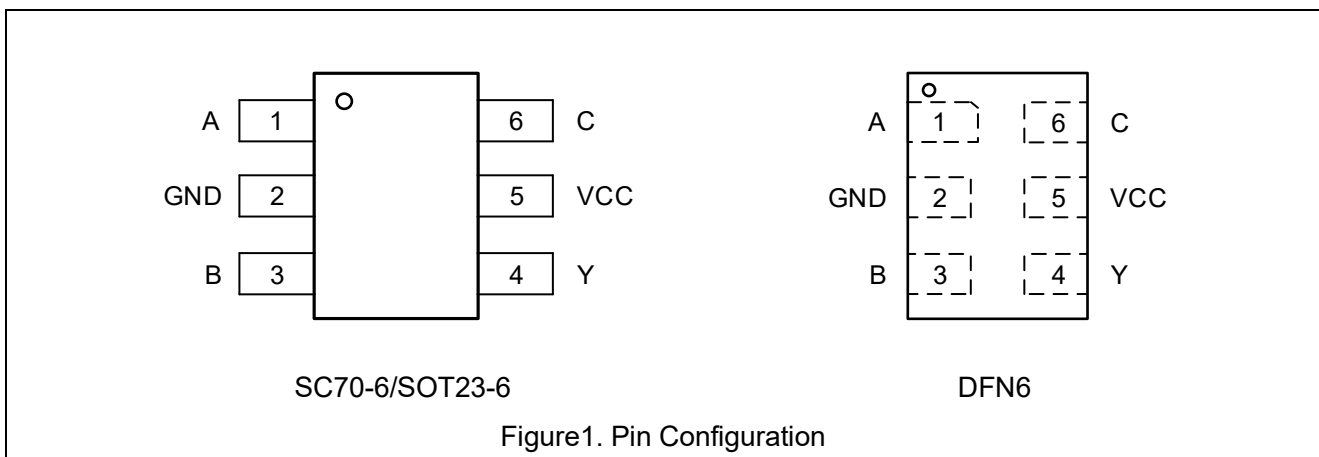 A 1 6 C
GND 2 5 VCC
B 3 4 Y
SC70-6/SOT23-6
A 1 6 C
GND 2 5 VCC
B 3 4 Y
DFN6
Figure1. Pin Configuration